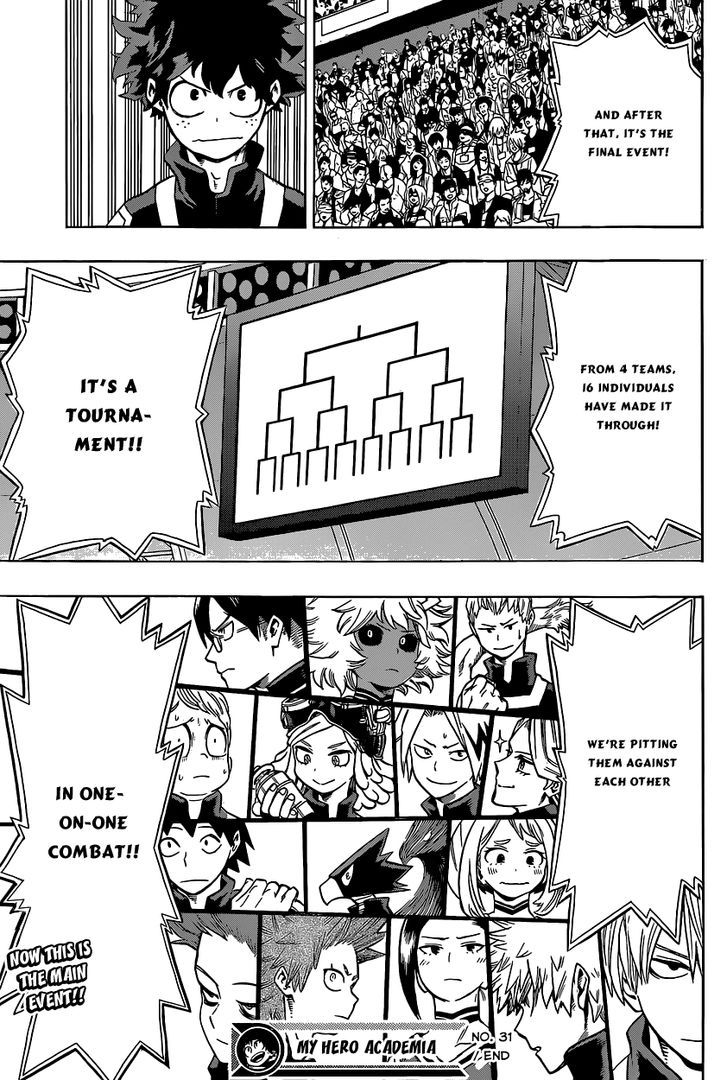 AND AFTER
THAT, IT'S THE
FINAL EVENT!
FROM 4 TEAMS,
16 INDIVIDUALS
HAVE MADE IT
THROUGH!
IT'S A
TOURNA-
MENT!!
WE'RE PITTING
THEM AGAINST
EACH OTHER
IN ONE-
ON-ONE
COMBAT!!
NOW THIS IS
THE MAIN
EVENT!!
MY HERO ACADEMIA
NO. 31
END